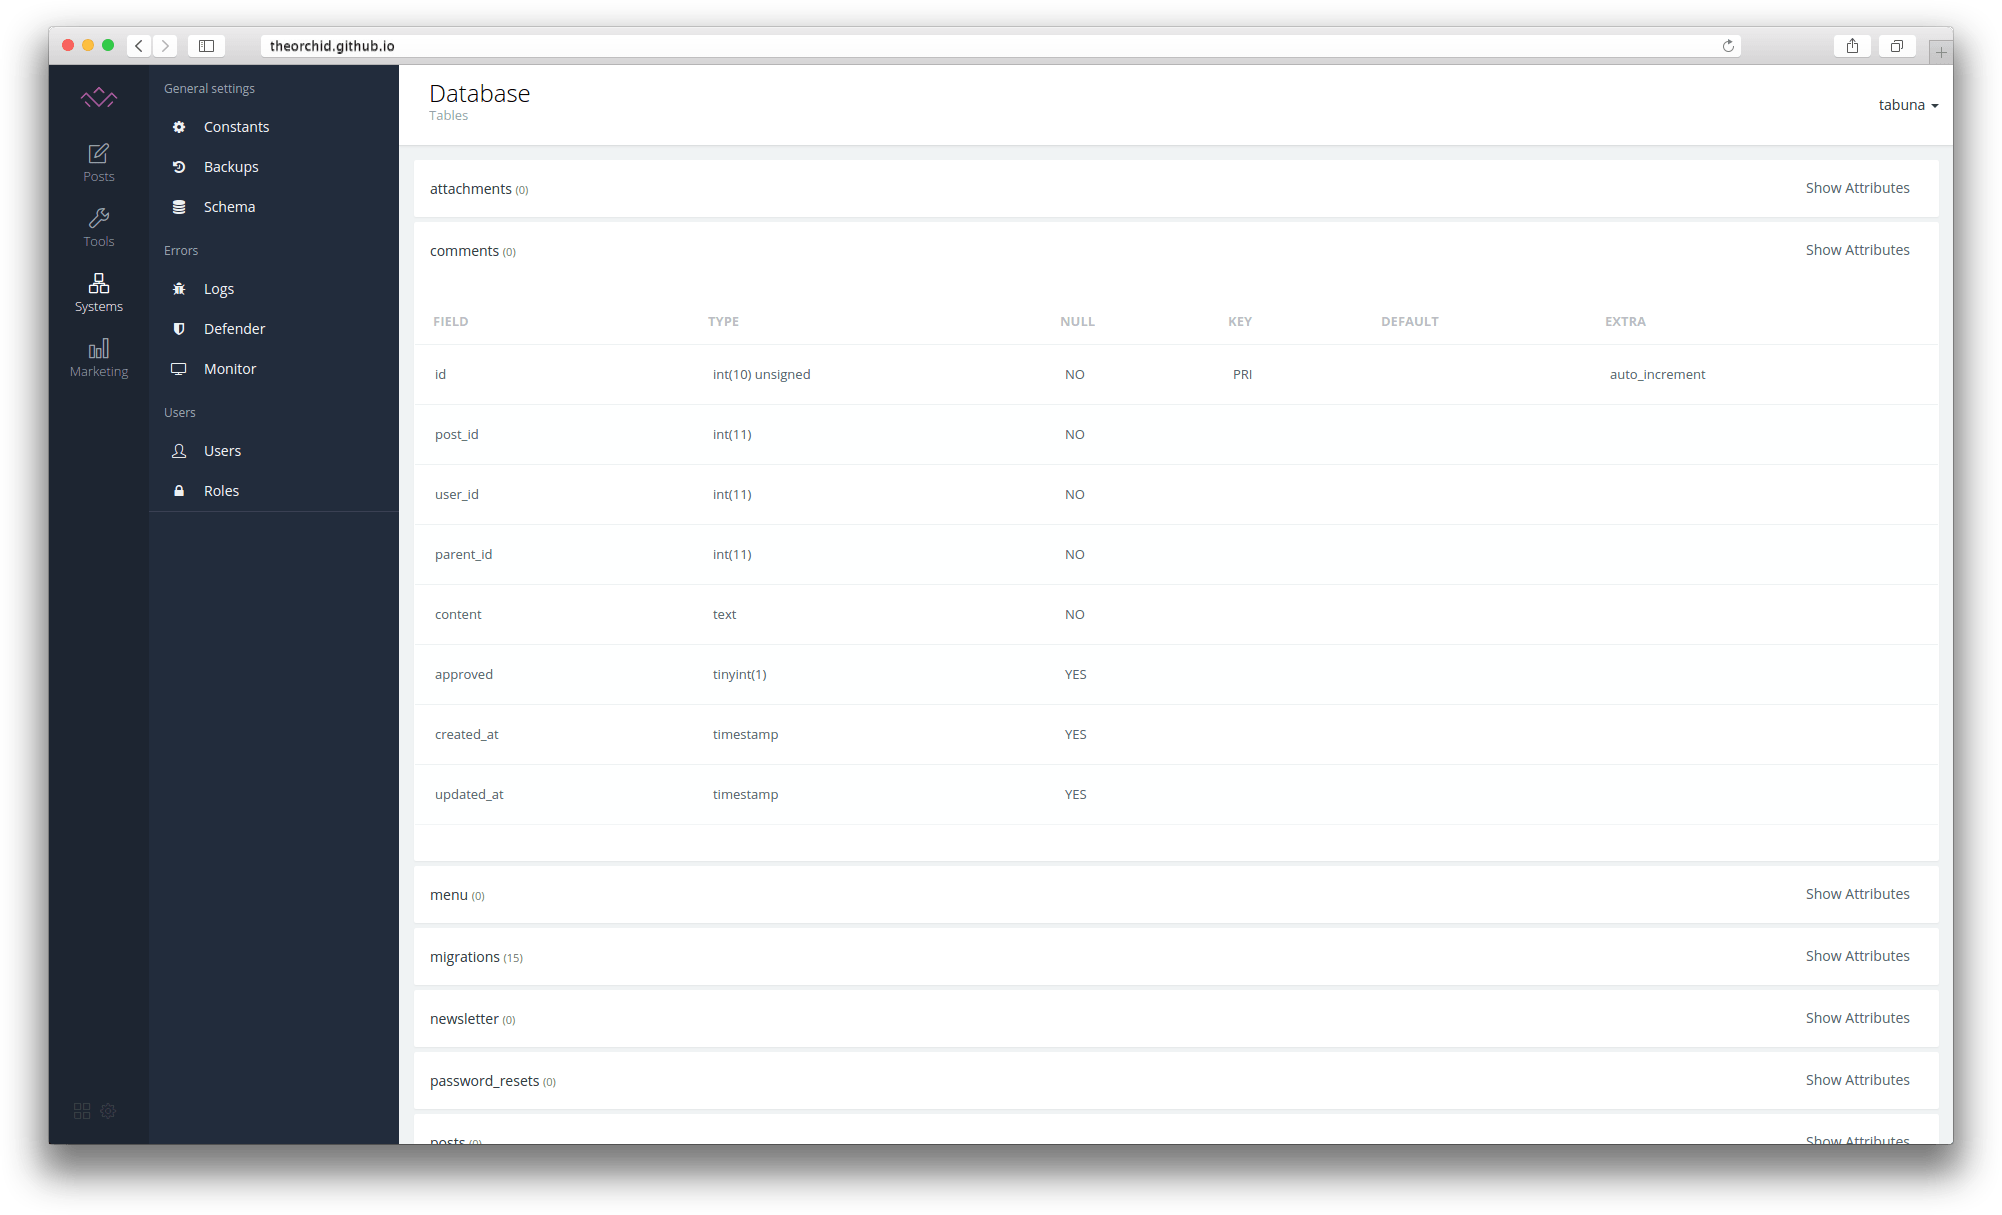 theorchid.github.io
Posts
Tools
Systems
Marketing
General settings
Constants
Backups
Schema
Errors
Logs
Defender
Monitor
Users
Users
Roles
Database
Tables
tabuna
attachments (0) Show Attributes
comments (0) Show Attributes
FIELD TYPE NULL KEY DEFAULT EXTRA
id int(10) unsigned NO PRI auto_increment
post_id int(11) NO
user_id int(11) NO
parent_id int(11) NO
content text NO
approved tinyint(1) YES
created_at timestamp YES
updated_at timestamp YES
menu (0) Show Attributes
migrations (15) Show Attributes
newsletter (0) Show Attributes
password_resets (0) Show Attributes
posts (0) Show Attributes